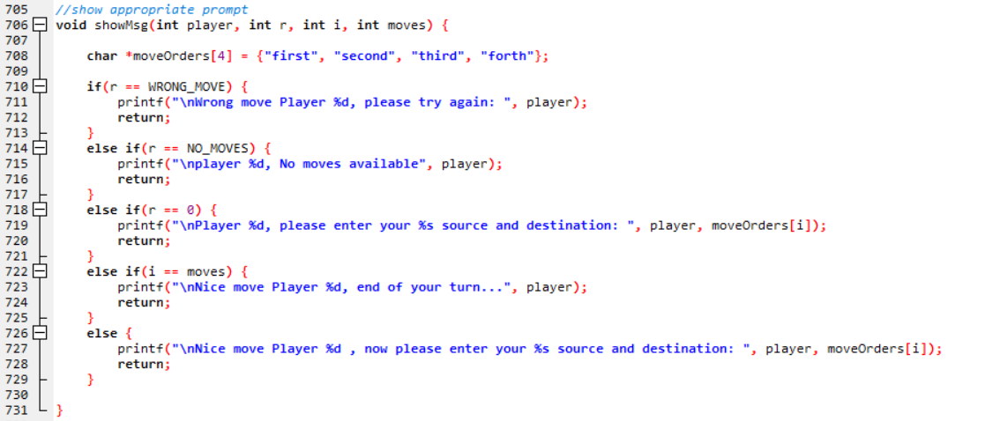 705 //show appropriate prompt
706 void showMsg(int player, int r, int i, int moves) {
707
708 char *moveOrders[4] = {"first", "second", "third", "forth"};
709
710 if(r == WRONG_MOVE) {
711 printf("\nWrong move Player %d, please try again: ", player);
712 return;
713 }
714 else if(r == NO_MOVES) {
715 printf("\nplayer %d, No moves available", player);
716 return;
717 }
718 else if(r == 0) {
719 printf("\nPlayer %d, please enter your %s source and destination: ", player, moveOrders[i]);
720 return;
721 }
722 else if(i == moves) {
723 printf("\nNice move Player %d, end of your turn...", player);
724 return;
725 }
726 else {
727 printf("\nNice move Player %d , now please enter your %s source and destination: ", player, moveOrders[i]);
728 return;
729 }
730
731 }